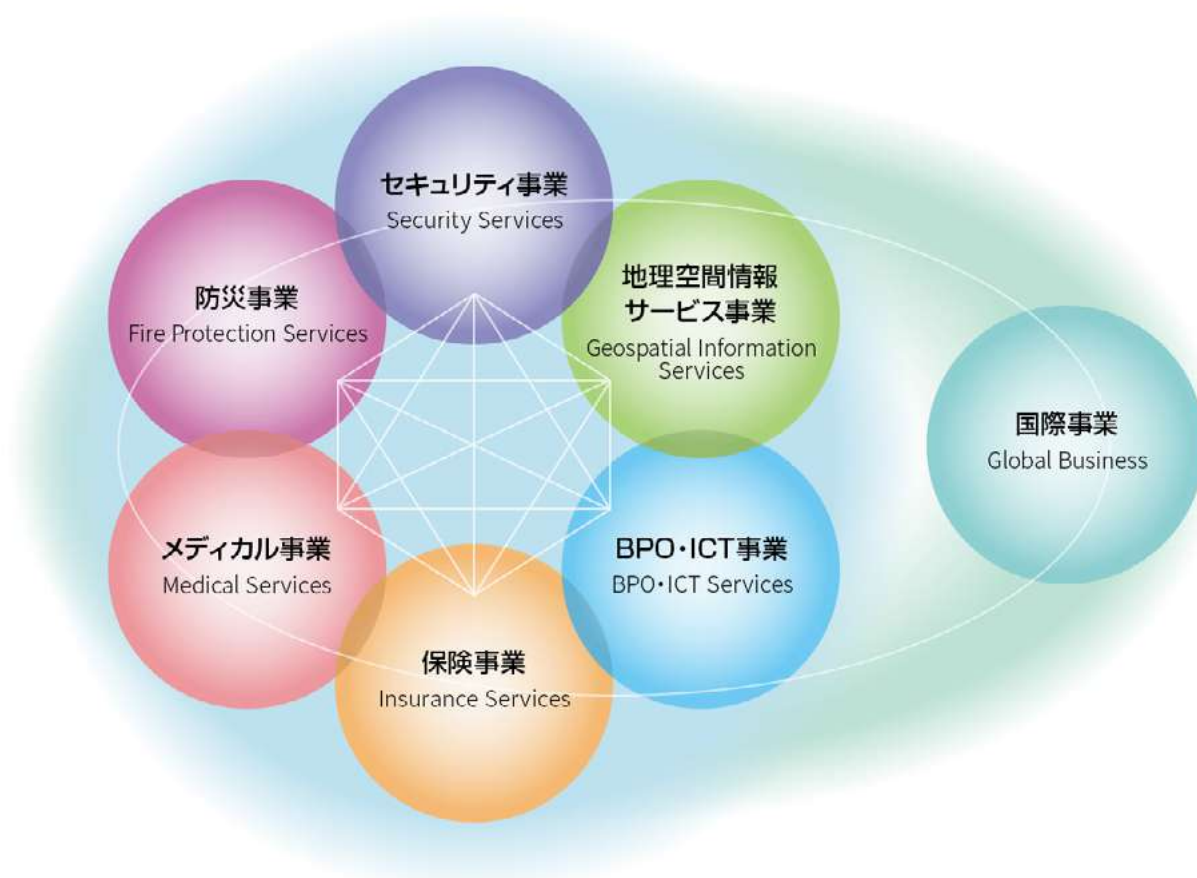 セキュリティ事業
Security Services
防災事業
Fire Protection Services
地理空間情報
サービス事業
Geospatial Information
Services
国際事業
Global Business
メディカル事業
Medical Services
BPO・ICT事業
BPO・ICT Services
保険事業
Insurance Services